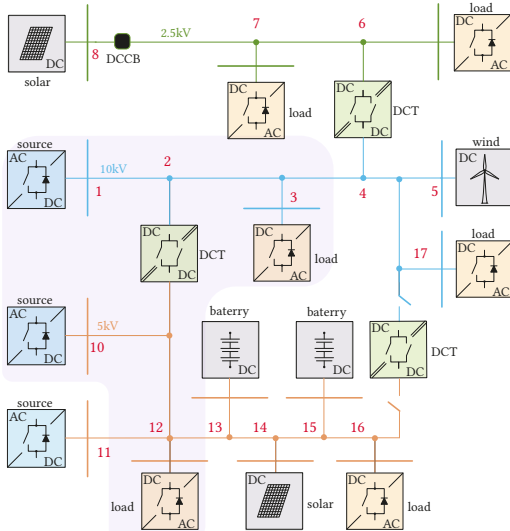 7
6
load
2.5kV
DC
DC
DC
8
DCCB
AC
solar
DC
DC
load
DCT
AC
DC
source
2
wind
AC
10kV
DC
DC
1
3
4
5
17
load
DC
DC
DC
DCT
load
DC
AC
AC
source
AC
5kV
baterry
baterry
DC
DC
10
DC
DC
DCT
DC
source
AC
12
13
14
15
16
DC
11
DC
DC
DC
load
solar
load
AC
AC